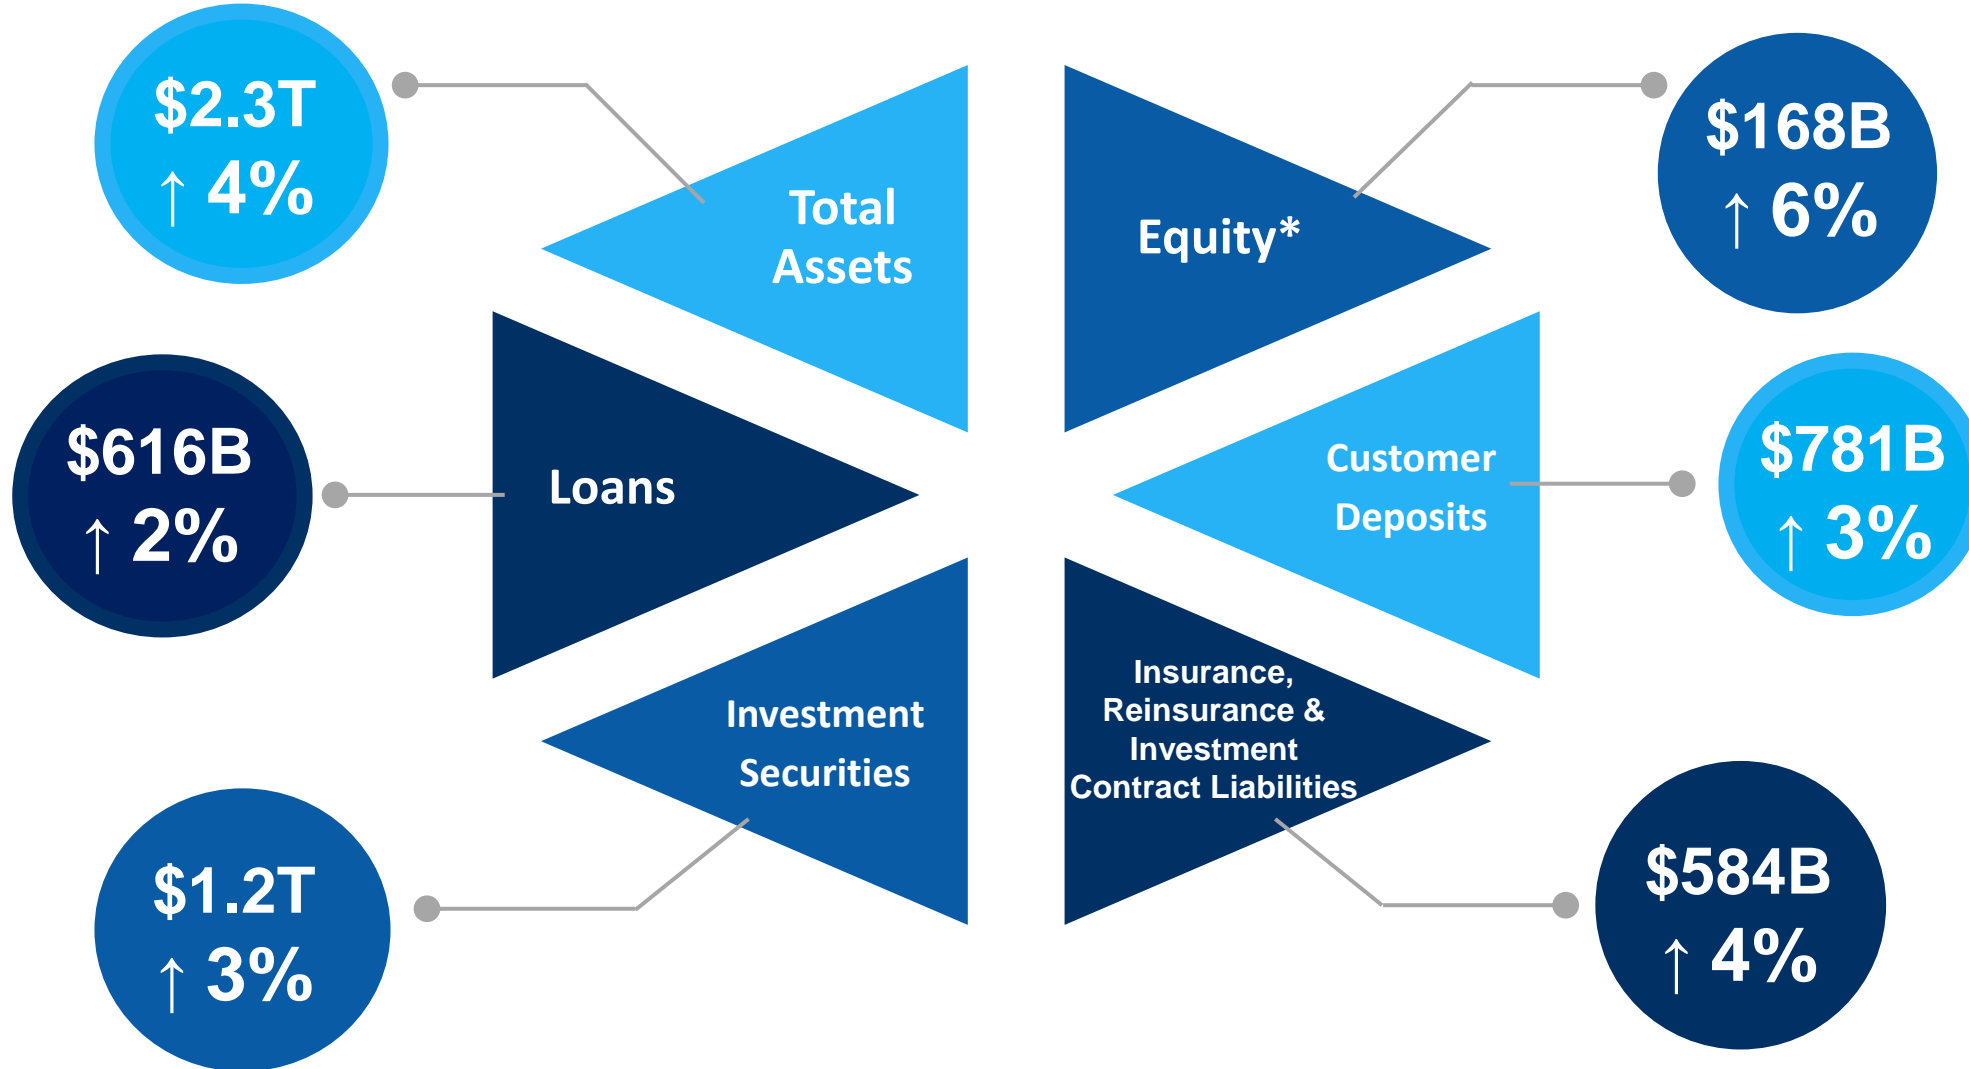 $2.3T
↑ 4%
Total
Assets
Equity*
$168B
↑ 6%
$616B
↑ 2%
Loans
Customer
Deposits
$781B
↑ 3%
Investment
Securities
$1.2T
↑ 3%
Insurance,
Reinsurance &
Investment
Contract Liabilities
$584B
↑ 4%